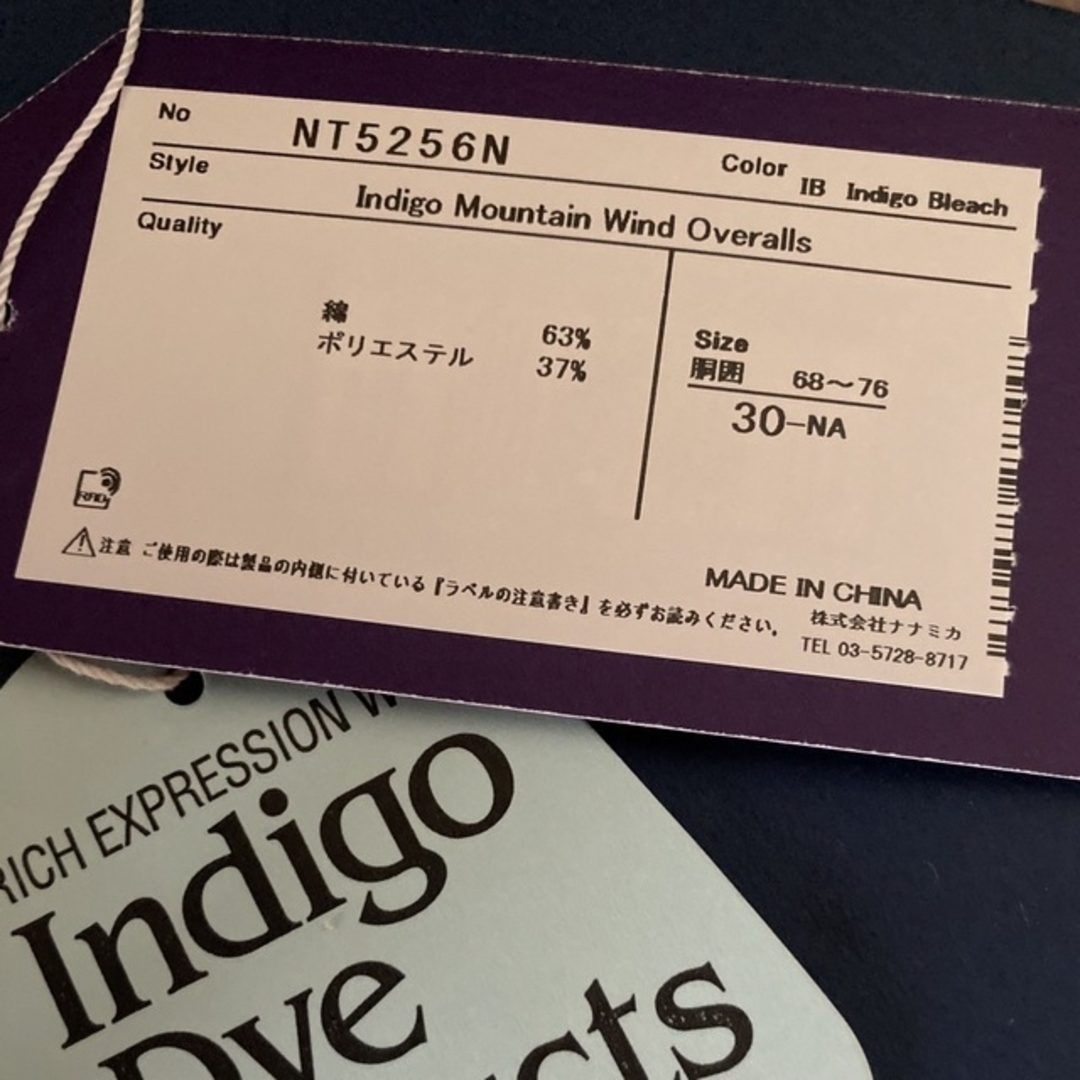 No NT5256N
Color IB Indigo Bleach
Style Indigo Mountain Wind Overalls
Quality
綿 63%
ポリエステル 37%
Size
胴囲 68～76
30-NA
注意 ご使用の際は製品の内側に付いている『ラベルの注意書き』を必ずお読みください。
MADE IN CHINA
株式会社ナナミカ
TEL 03-5728-8717
RICH EXPRESSION
Indigo
Dye